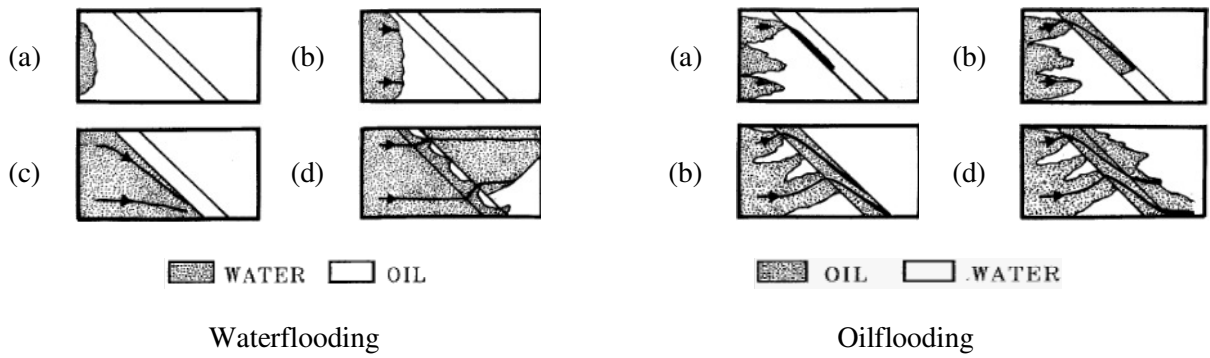 (a) (b) (a) (b)
(c) (d) (b) (d)
WATER OIL OIL .WATER
Waterflooding Oilflooding